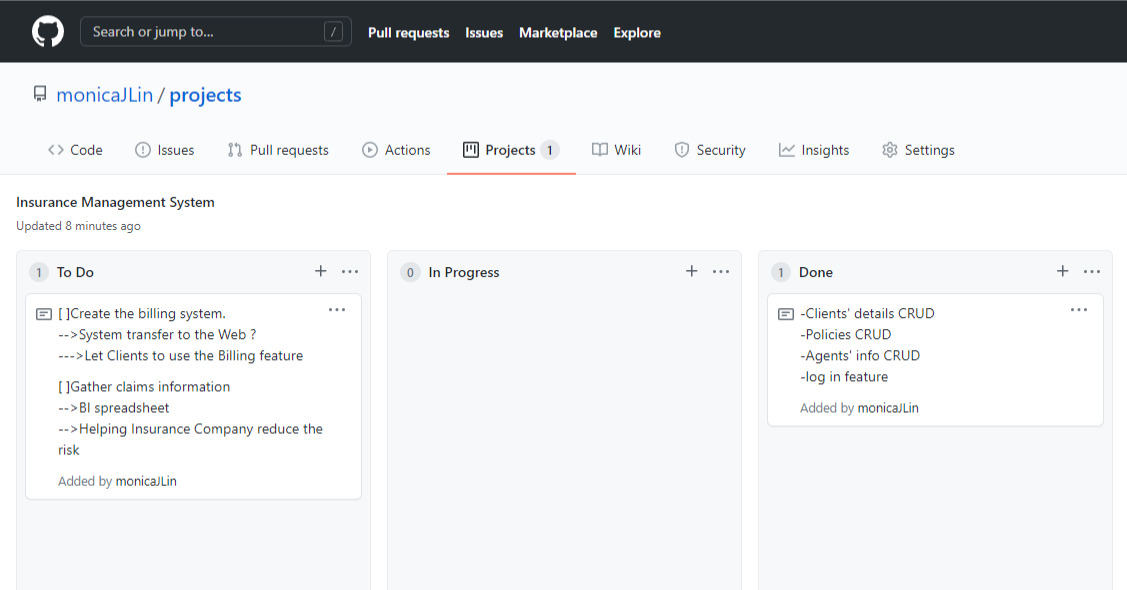 Search or jump to... /
Pull requests Issues Marketplace Explore
monicaJLin / projects
Code Issues Pull requests Actions Projects 1 Wiki Security Insights Settings
Insurance Management System
Updated 8 minutes ago
1 To Do
[ ]Create the billing system.
-->System transfer to the Web ?
--->Let Clients to use the Billing feature
[ ]Gather claims information
-->BI spreadsheet
-->Helping Insurance Company reduce the
risk
Added by monicaJLin
0 In Progress
1 Done
-Clients' details CRUD
-Policies CRUD
-Agents' info CRUD
-log in feature
Added by monicaJLin